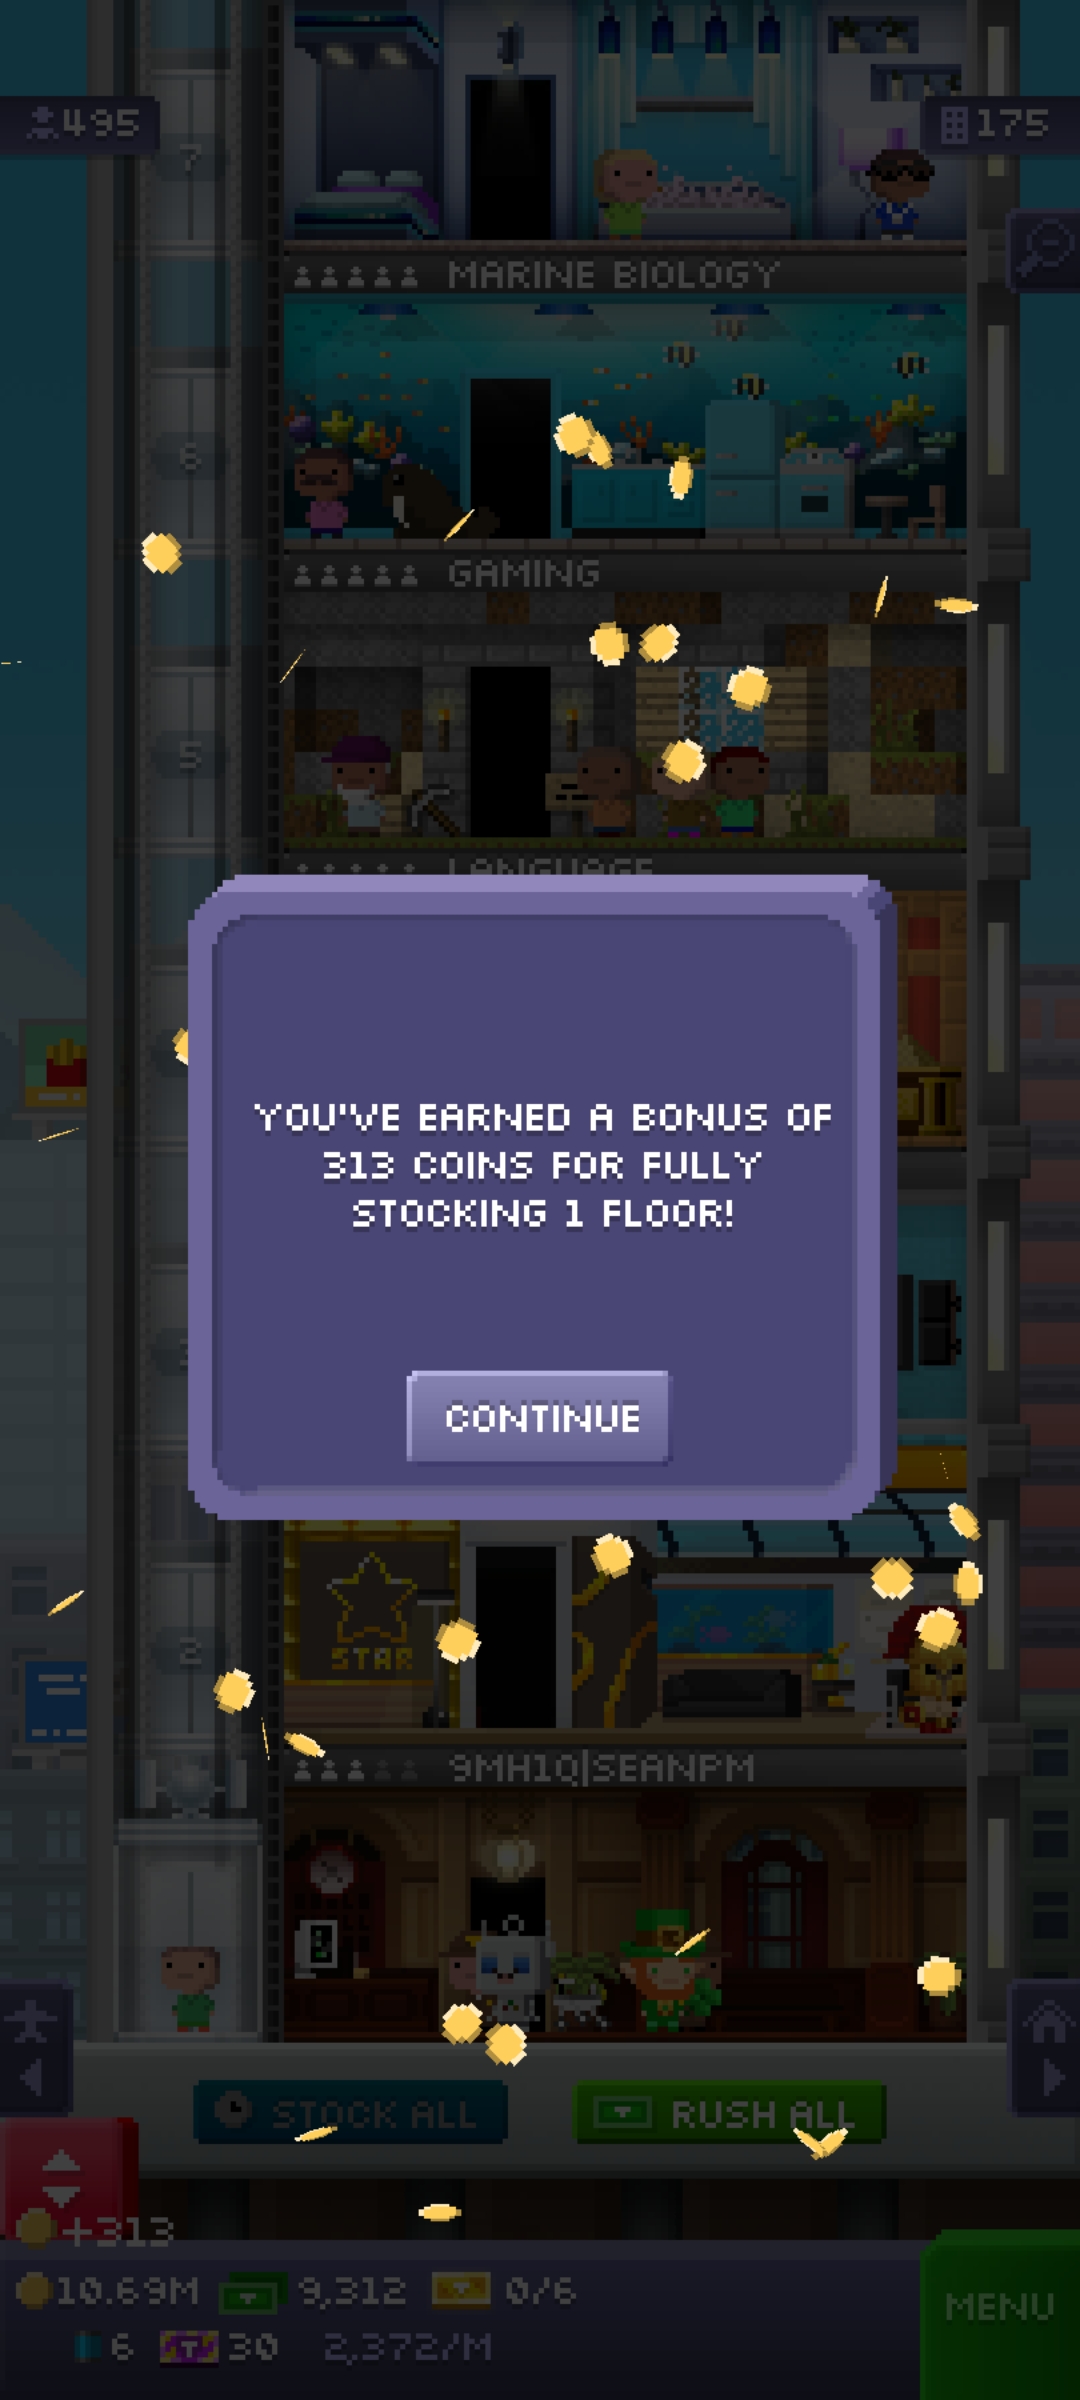 495
175
7
MARINE BIOLOGY
6
GAMING
5
LANGUAGE
YOU'VE EARNED A BONUS OF
313 COINS FOR FULLY
STOCKING 1 FLOOR!
CONTINUE
STAR
2
9MH1Q|SEANPM
STOCK ALL
RUSH ALL
+313
10.69M 9,312 0/6
MENU
6 30 2,372/M